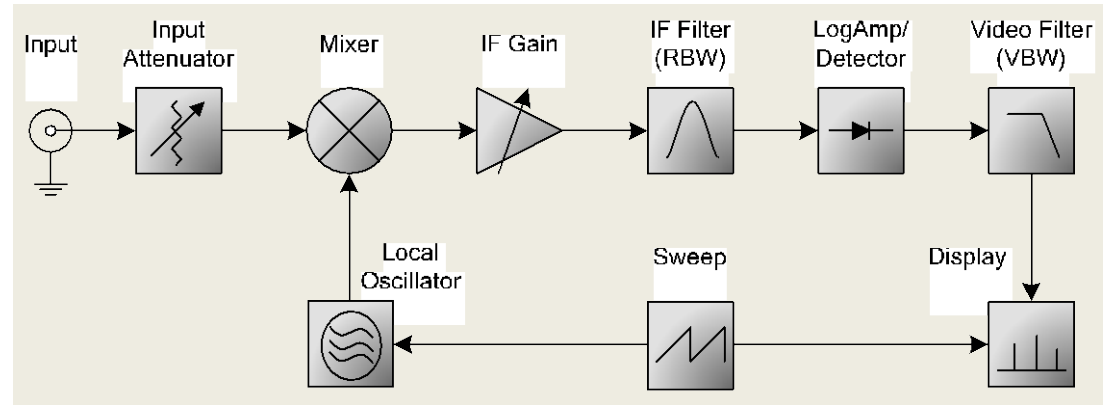 Input
Input
Attenuator
Mixer
IF Gain
IF Filter
(RBW)
LogAmp/
Detector
Video Filter
(VBW)
Local
Oscillator
Sweep
Display